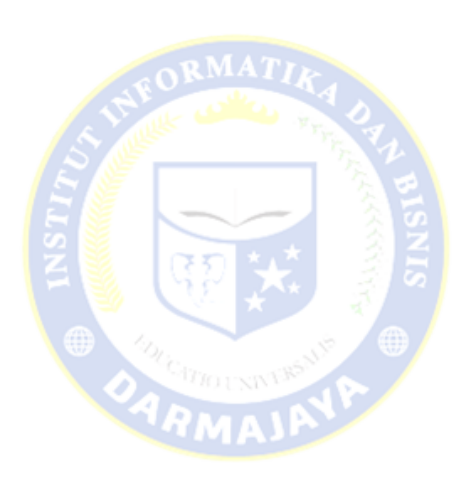 INSTITUT INFORMATIKA DAN BISNIS
EDUCATIO UNIVERSALIS
DARMAJAYA